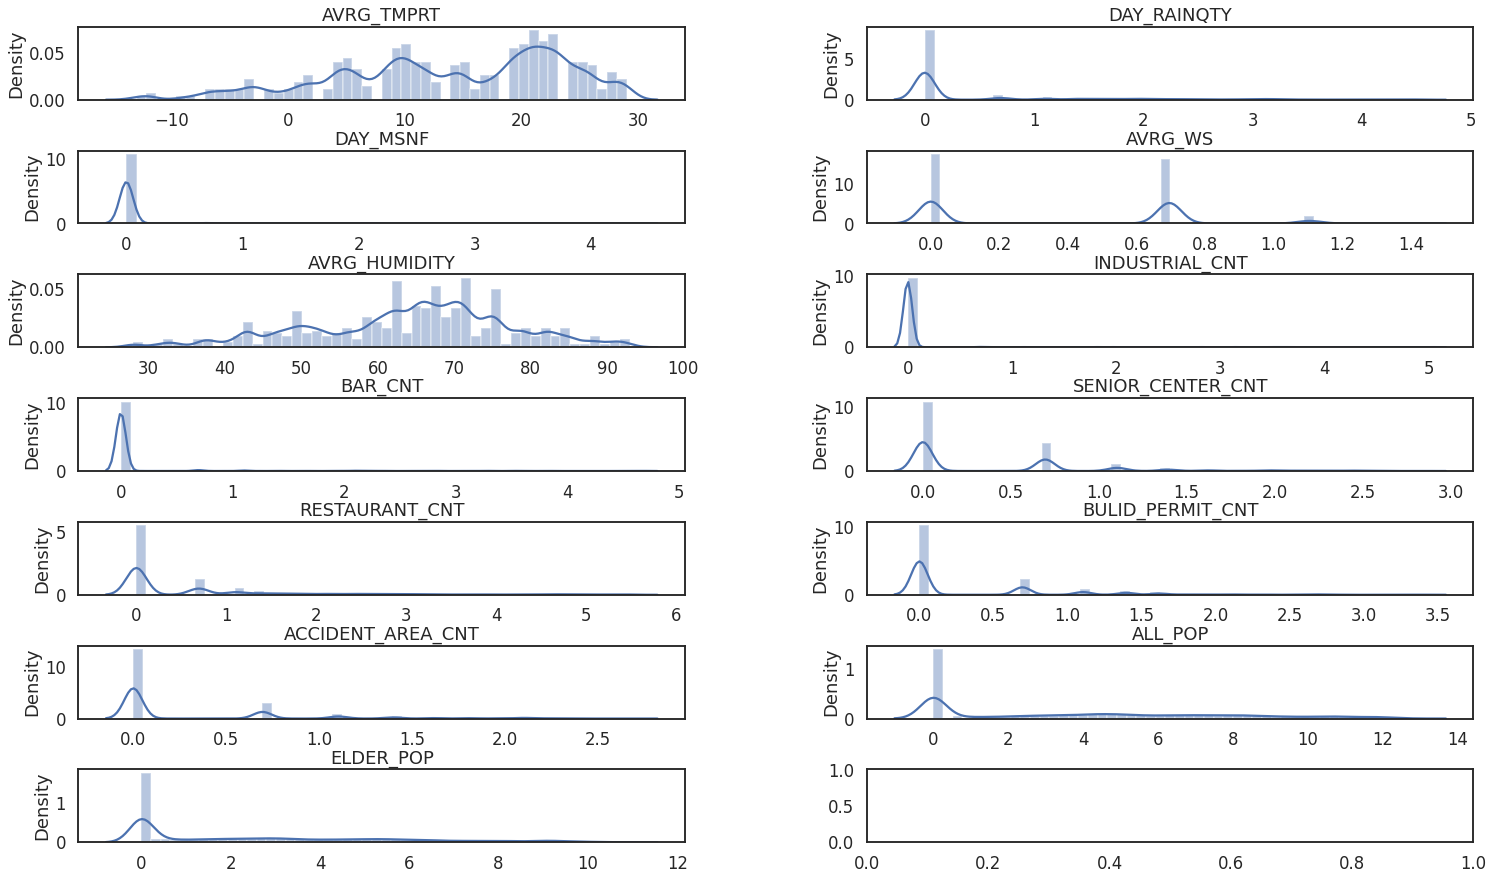 AVRG_TMPRT
Density
0.05
0.00
−10 0 10 20 30
DAY_RAINQTY
Density
5
0
0 1 2 3 4 5
DAY_MSNF
Density
10
0
0 1 2 3 4
AVRG_WS
Density
10
0
0.0 0.2 0.4 0.6 0.8 1.0 1.2 1.4
AVRG_HUMIDITY
Density
0.05
0.00
30 40 50 60 70 80 90 100
INDUSTRIAL_CNT
Density
10
0
0 1 2 3 4 5
BAR_CNT
Density
10
0
0 1 2 3 4 5
SENIOR_CENTER_CNT
Density
10
0
0.0 0.5 1.0 1.5 2.0 2.5 3.0
RESTAURANT_CNT
Density
5
0
0 1 2 3 4 5 6
BULID_PERMIT_CNT
Density
10
0
0.0 0.5 1.0 1.5 2.0 2.5 3.0 3.5
ACCIDENT_AREA_CNT
Density
10
0
0.0 0.5 1.0 1.5 2.0 2.5
ALL_POP
Density
1
0
0 2 4 6 8 10 12 14
ELDER_POP
Density
1
0
0 2 4 6 8 10 12
1.0
0.5
0.0
0.0 0.2 0.4 0.6 0.8 1.0